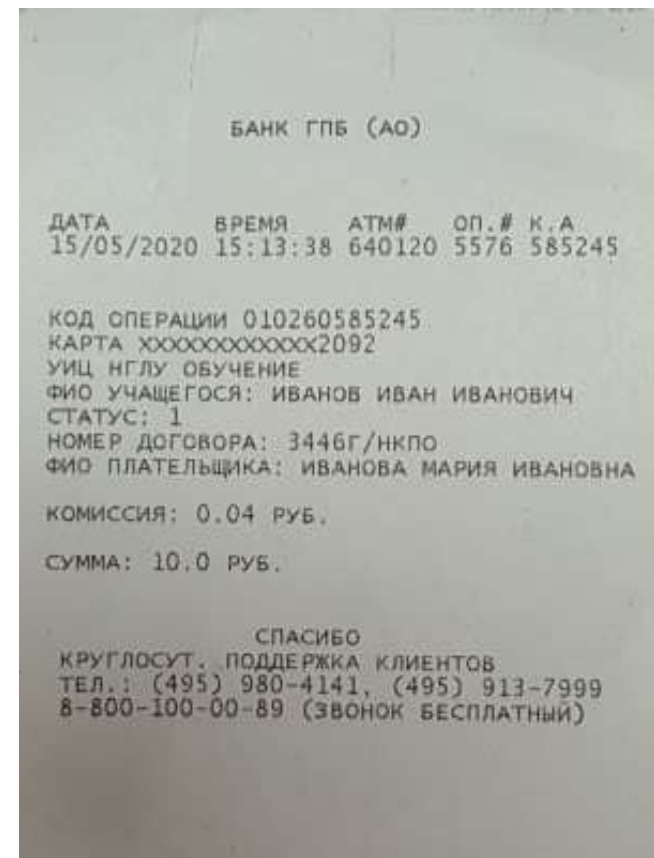 БАНК ГПБ (АО)
ДАТА ВРЕМЯ АТМ# ОП.# К.А
15/05/2020 15:13:38 640120 5576 585245
КОД ОПЕРАЦИИ 010260585245
КАРТА XXXXXXXXXXXX2092
УИЦ НГЛУ ОБУЧЕНИЕ
ФИО УЧАЩЕГОСЯ: ИВАНОВ ИВАН ИВАНОВИЧ
СТАТУС: 1
НОМЕР ДОГОВОРА: 3446Г/НКПО
ФИО ПЛАТЕЛЬЩИКА: ИВАНОВА МАРИЯ ИВАНОВНА
КОМИССИЯ: 0.04 РУБ.
СУММА: 10.0 РУБ.
СПАСИБО
КРУГЛОСУТ. ПОДДЕРЖКА КЛИЕНТОВ
ТЕЛ.: (495) 980-4141, (495) 913-7999
8-800-100-00-89 (ЗВОНОК БЕСПЛАТНЫЙ)